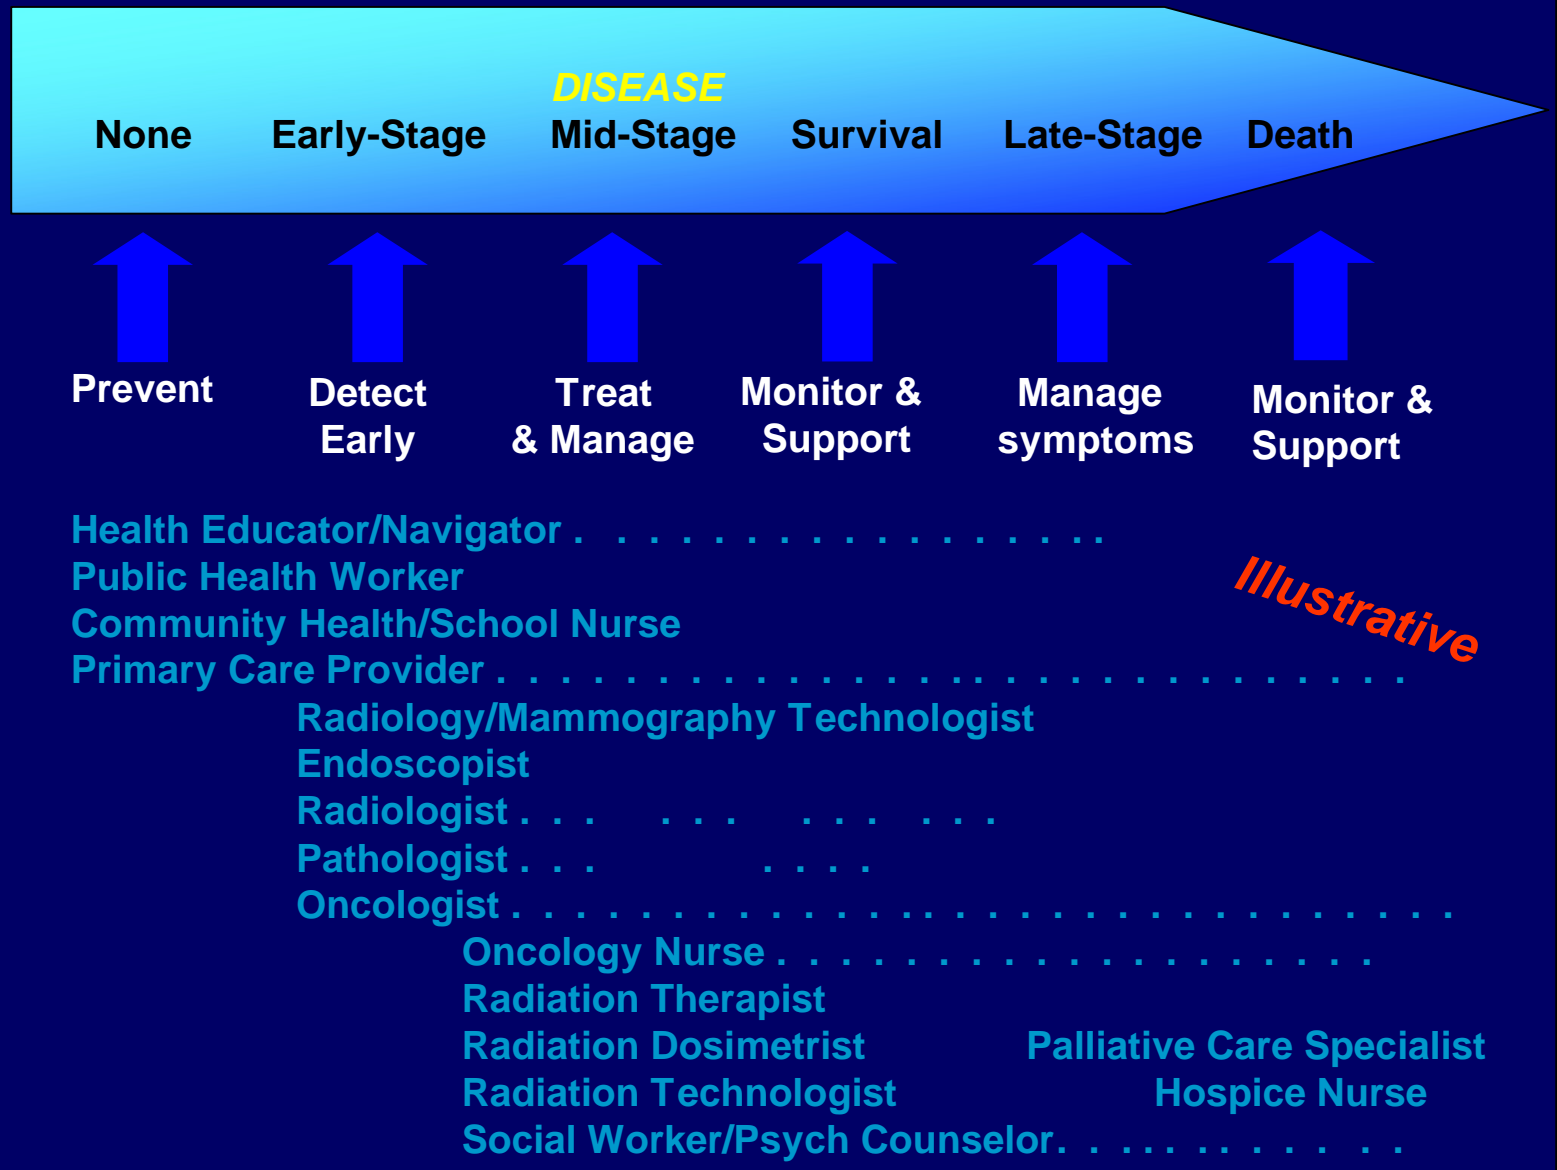 DISEASE
None Early-Stage Mid-Stage Survival Late-Stage Death
Prevent Detect Early Treat & Manage Monitor & Support Manage symptoms Monitor & Support
Health Educator/Navigator . . . . . . . . . . . . . . . . .
Public Health Worker
Illustrative
Community Health/School Nurse
Primary Care Provider . . . . . . . . . . . . . . . . . . . . . . . . . . . .
Radiology/Mammography Technologist
Endoscopist
Radiologist . . . . . . . . . . . .
Pathologist . . . . . . .
Oncologist . . . . . . . . . . . . . . . . . . . . . . . . . . . . . .
Oncology Nurse . . . . . . . . . . . . . . . . . . .
Radiation Therapist
Radiation Dosimetrist Palliative Care Specialist
Radiation Technologist Hospice Nurse
Social Worker/Psych Counselor. . . . . . . . . . . .